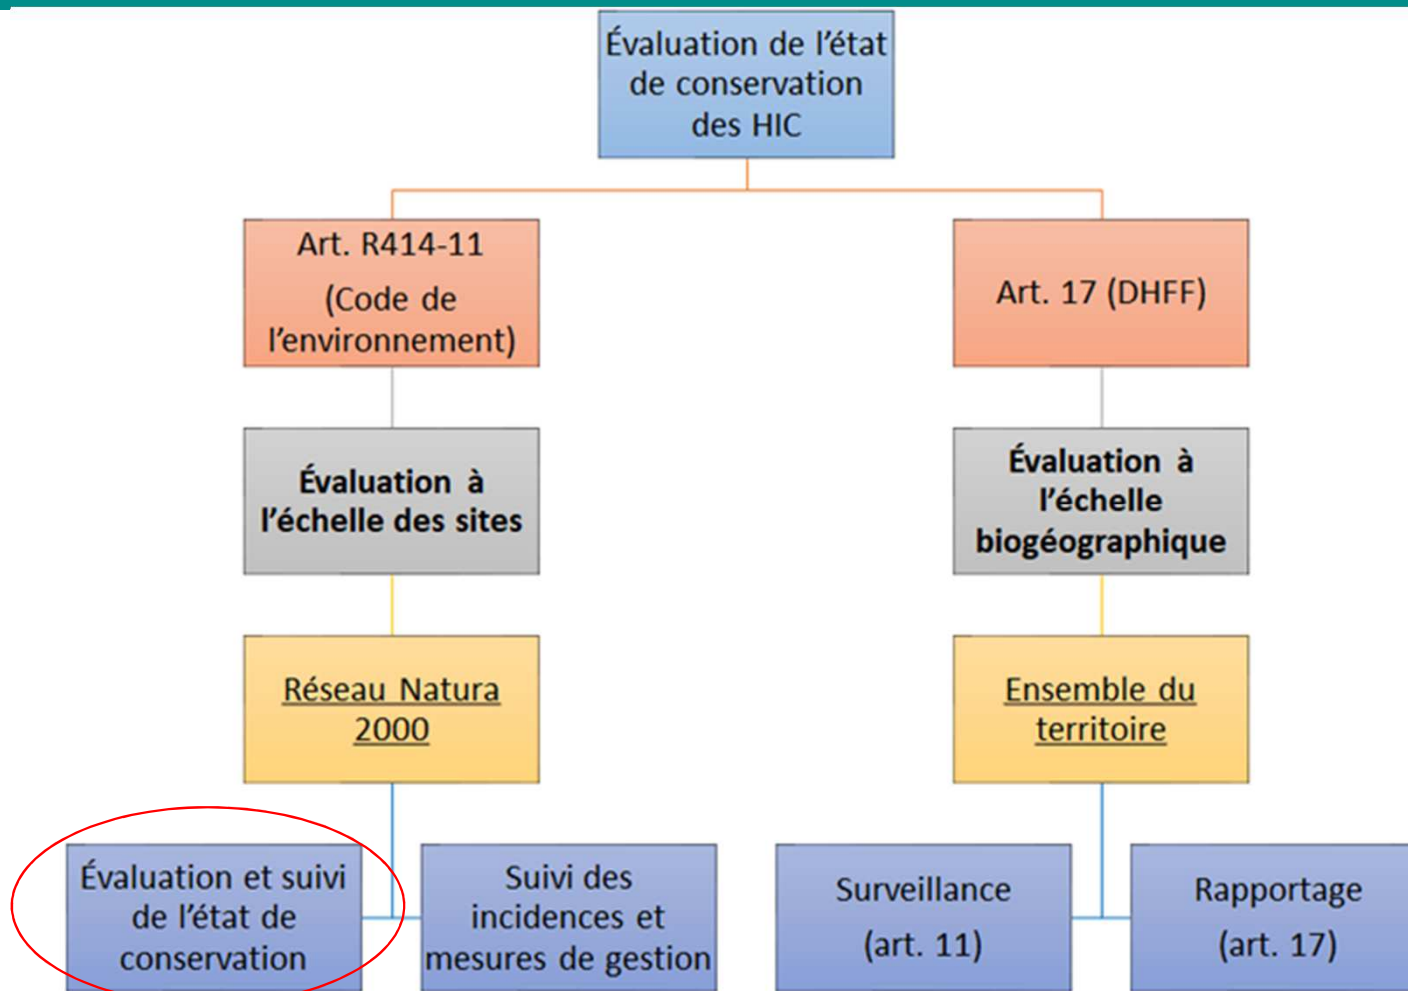 Évaluation de l’état
de conservation
des HIC
Art. R414-11
(Code de
l’environnement)
Art. 17 (DHFF)
Évaluation à
l’échelle des sites
Évaluation à
l’échelle
biogéographique
Réseau Natura
2000
Ensemble du
territoire
Évaluation et suivi
de l’état de
conservation
Suivi des
incidences et
mesures de gestion
Surveillance
(art. 11)
Rapportage
(art. 17)